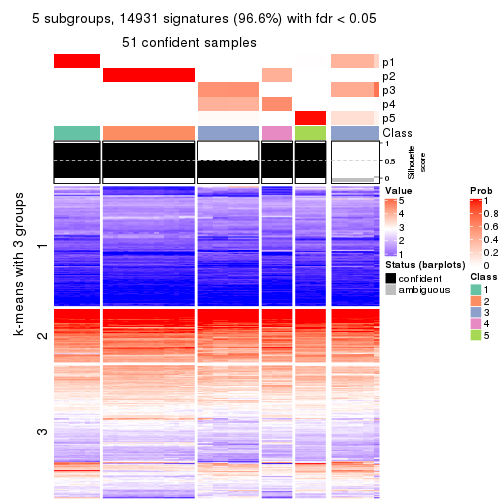 5 subgroups, 14931 signatures (96.6%) with fdr < 0.05
51 confident samples
p1
p2
p3
p4
p5
Class
1
0.5
0
Silhouette
score
k-means with 3 groups
1
2
3
Value
5
4
3
2
1
Status (barplots)
confident
ambiguous
Prob
1
0.8
0.6
0.4
0.2
0
Class
1
2
3
4
5